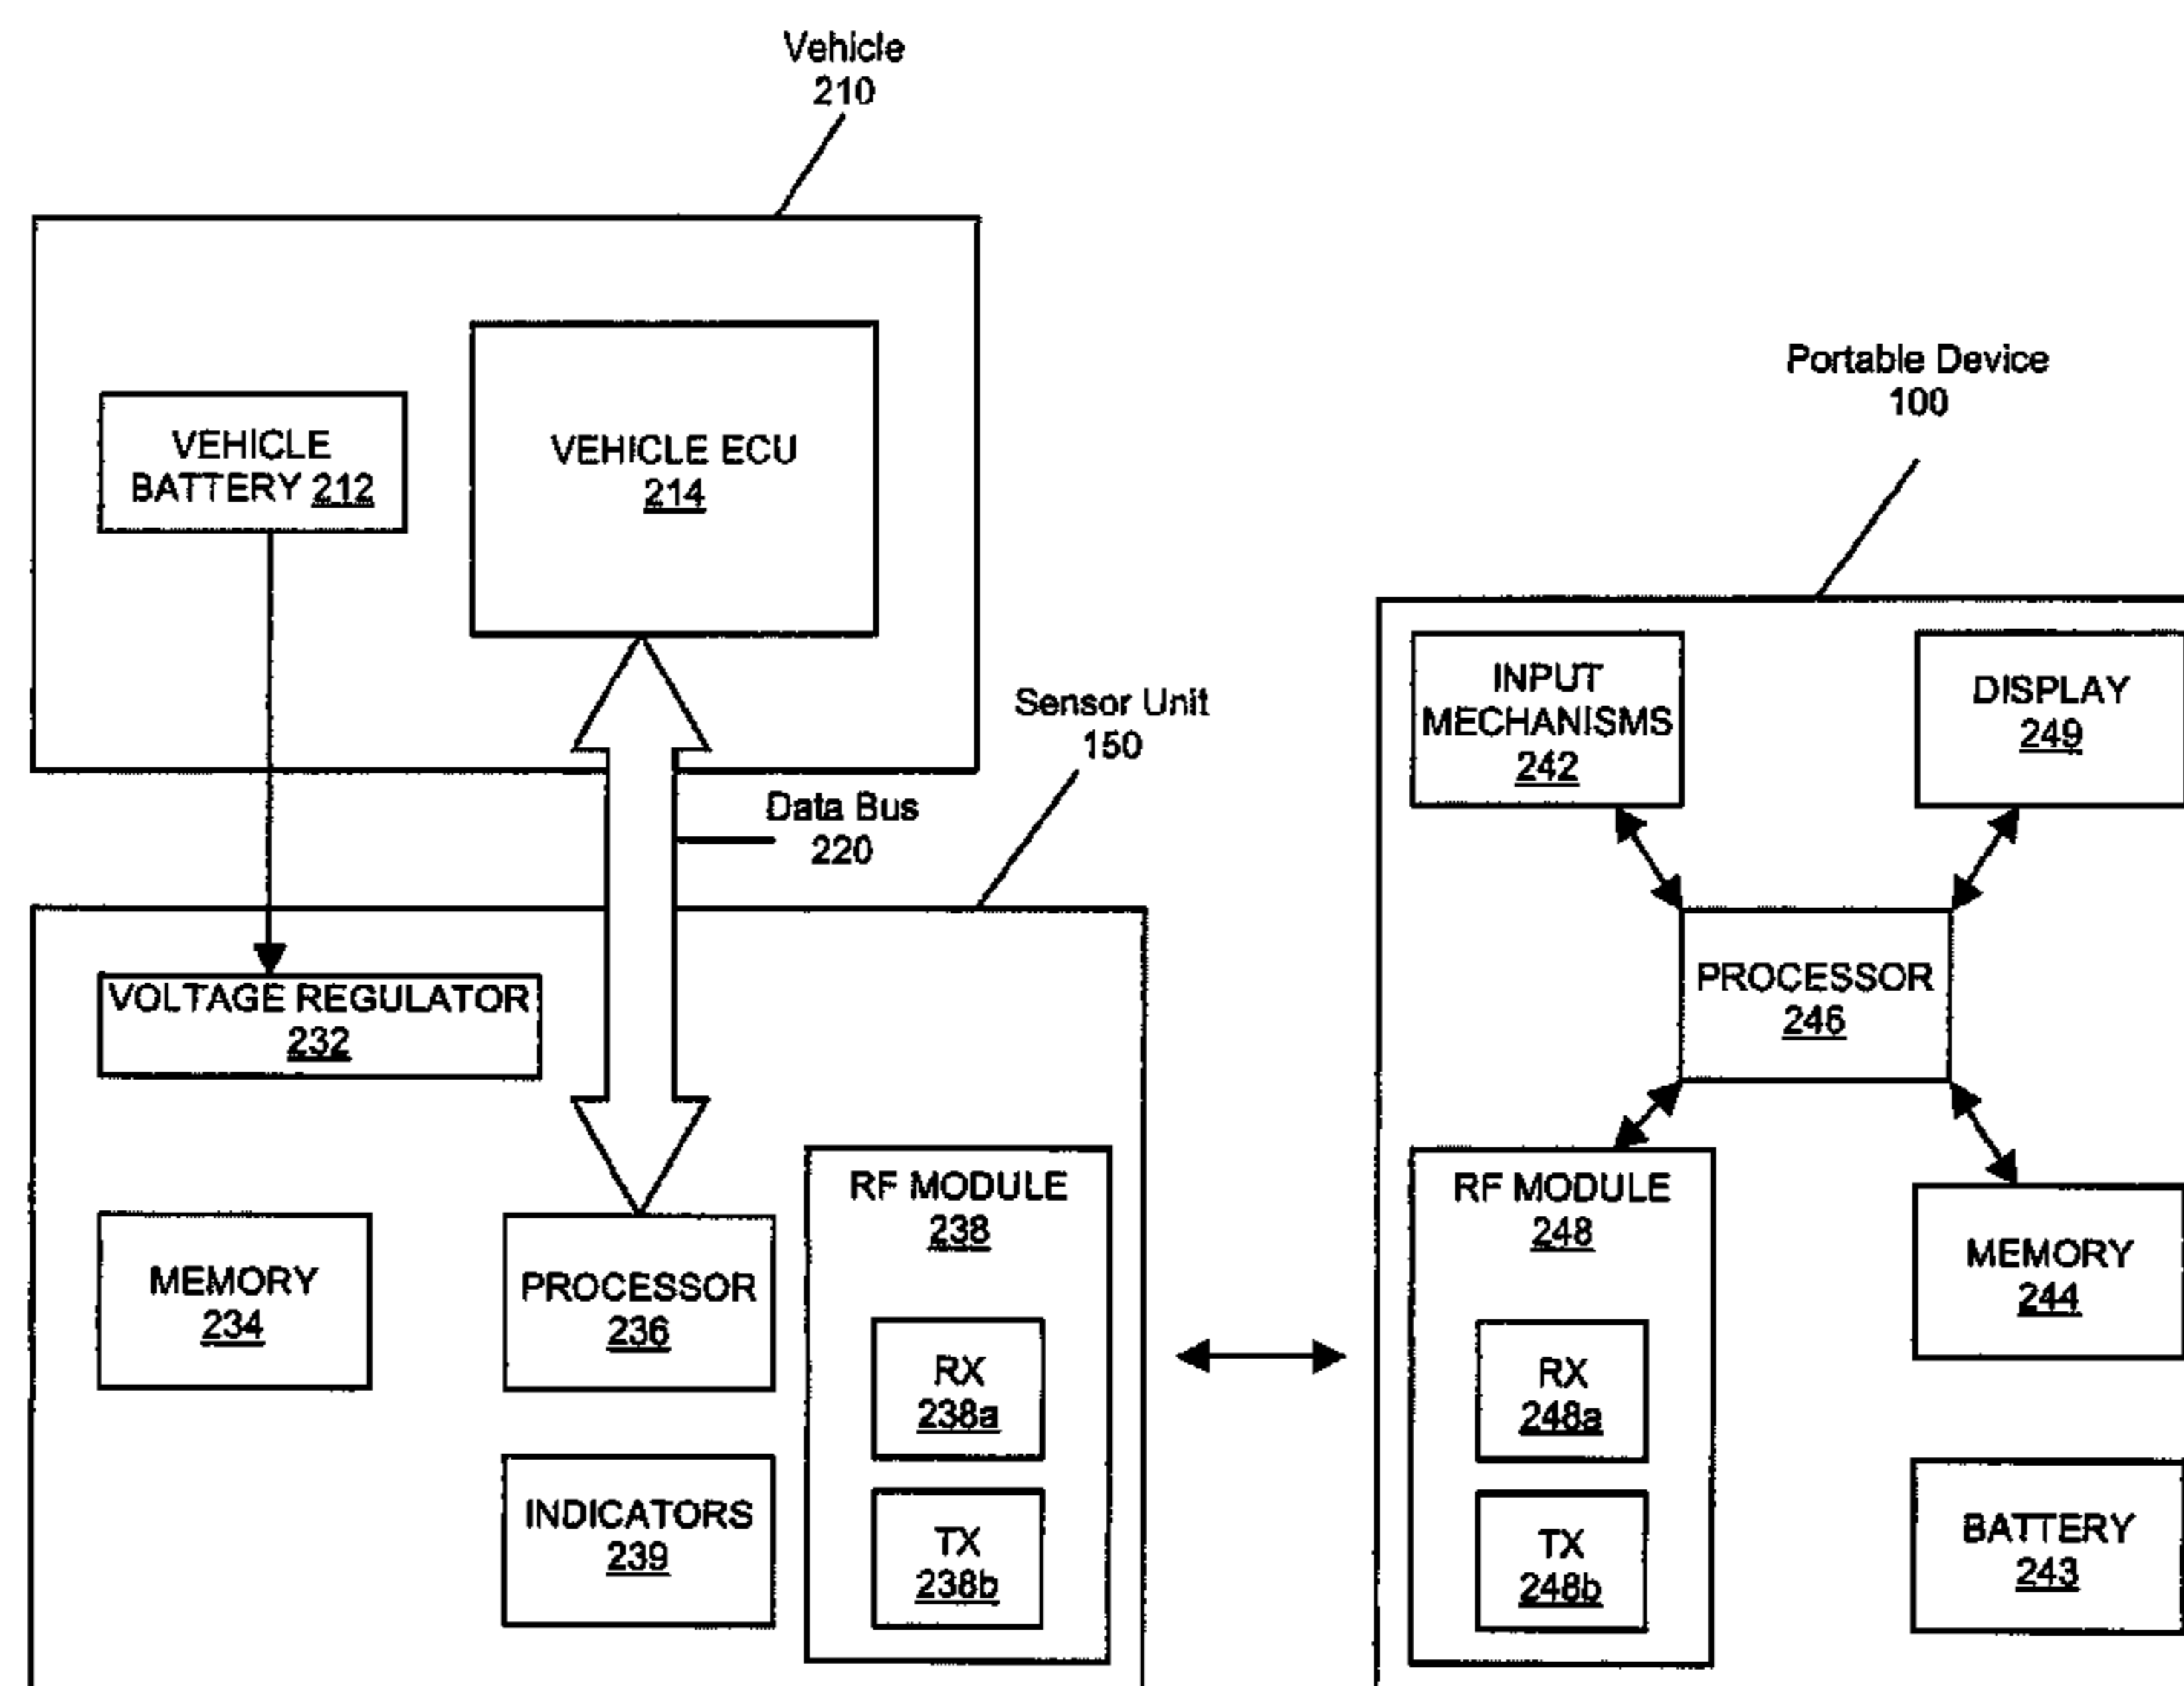 Vehicle
210
VEHICLE
BATTERY 212
VEHICLE ECU
214
Portable Device
100
Sensor Unit
150
Data Bus
220
INPUT
MECHANISMS
242
DISPLAY
249
PROCESSOR
246
VOLTAGE REGULATOR
232
MEMORY
234
PROCESSOR
236
RF MODULE
238
RX
238a
TX
238b
INDICATORS
239
RF MODULE
248
RX
248a
TX
248b
MEMORY
244
BATTERY
243